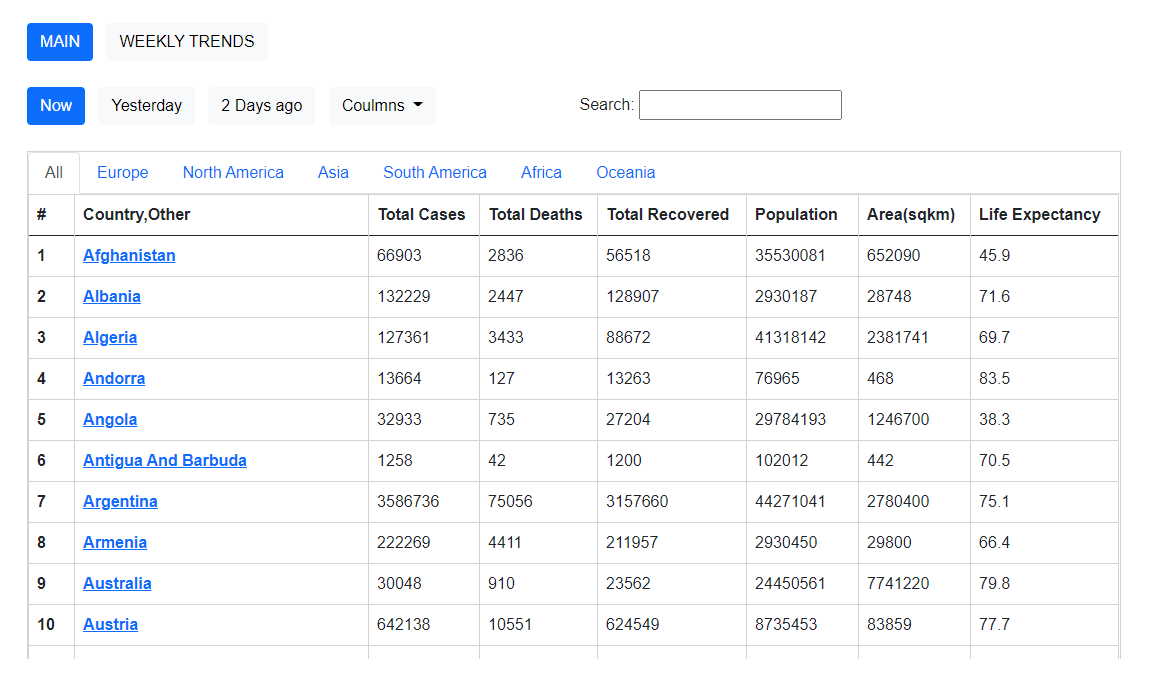 MAIN WEEKLY TRENDS
Now Yesterday 2 Days ago Coulmns Search:
All Europe North America Asia South America Africa Oceania
# Country,Other Total Cases Total Deaths Total Recovered Population Area(sqkm) Life Expectancy
1 Afghanistan 66903 2836 56518 35530081 652090 45.9
2 Albania 132229 2447 128907 2930187 28748 71.6
3 Algeria 127361 3433 88672 41318142 2381741 69.7
4 Andorra 13664 127 13263 76965 468 83.5
5 Angola 32933 735 27204 29784193 1246700 38.3
6 Antigua And Barbuda 1258 42 1200 102012 442 70.5
7 Argentina 3586736 75056 3157660 44271041 2780400 75.1
8 Armenia 222269 4411 211957 2930450 29800 66.4
9 Australia 30048 910 23562 24450561 7741220 79.8
10 Austria 642138 10551 624549 8735453 83859 77.7